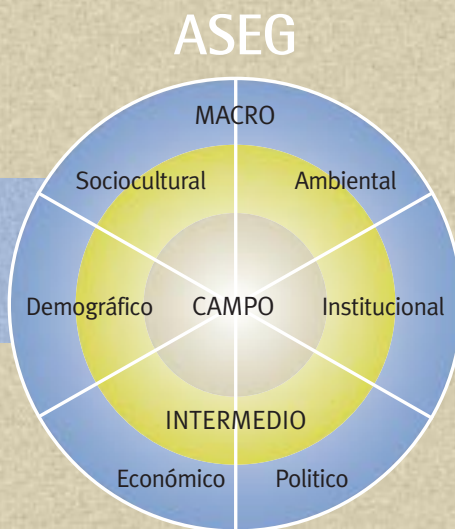 ASEG
MACRO
Sociocultural
Ambiental
Demográfico
CAMPO
Institucional
INTERMEDIO
Económico
Politico